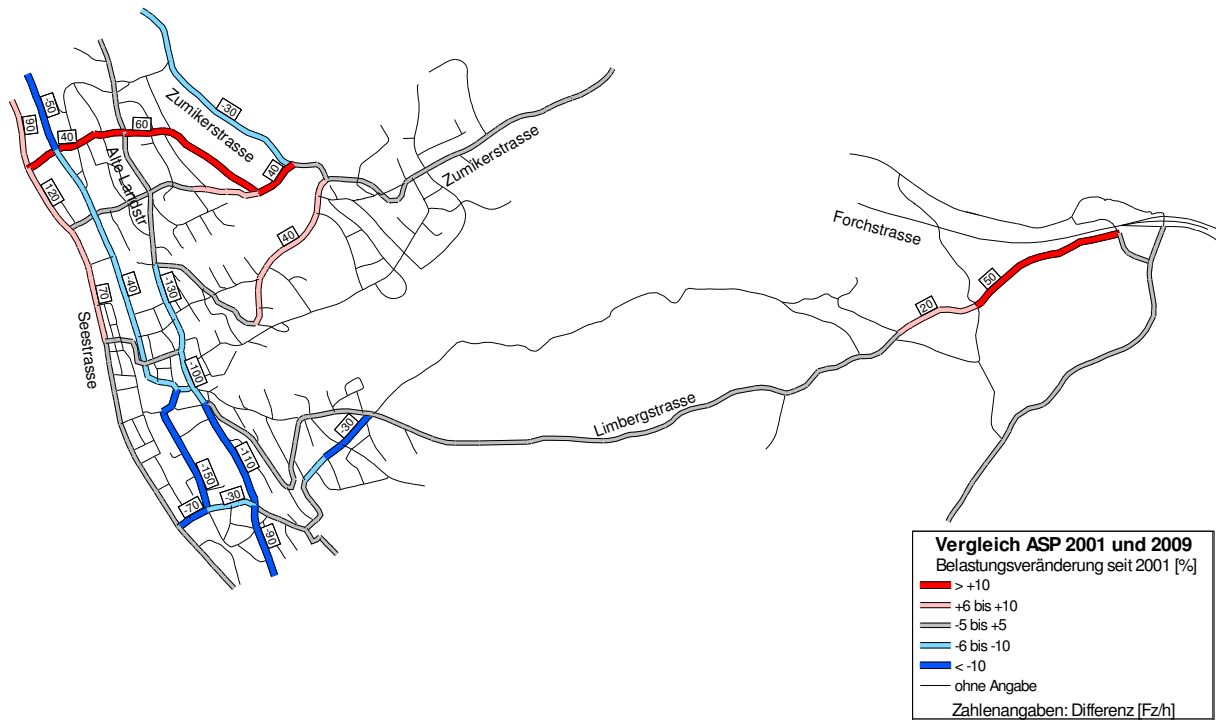 -30
-50
90
40
60
Zumikerstrasse
40
Zumikerstrasse
Alte Landstr
120
40
Forchstrasse
-40
-130
70
50
20
Seestrasse
-100
Limbergstrasse
-30
-110
-150
-30
-70
-90
Vergleich ASP 2001 und 2009
Belastungsveränderung seit 2001 [%]
> +10
+6 bis +10
-5 bis +5
-6 bis -10
< -10
ohne Angabe
Zahlenangaben: Differenz [Fz/h]